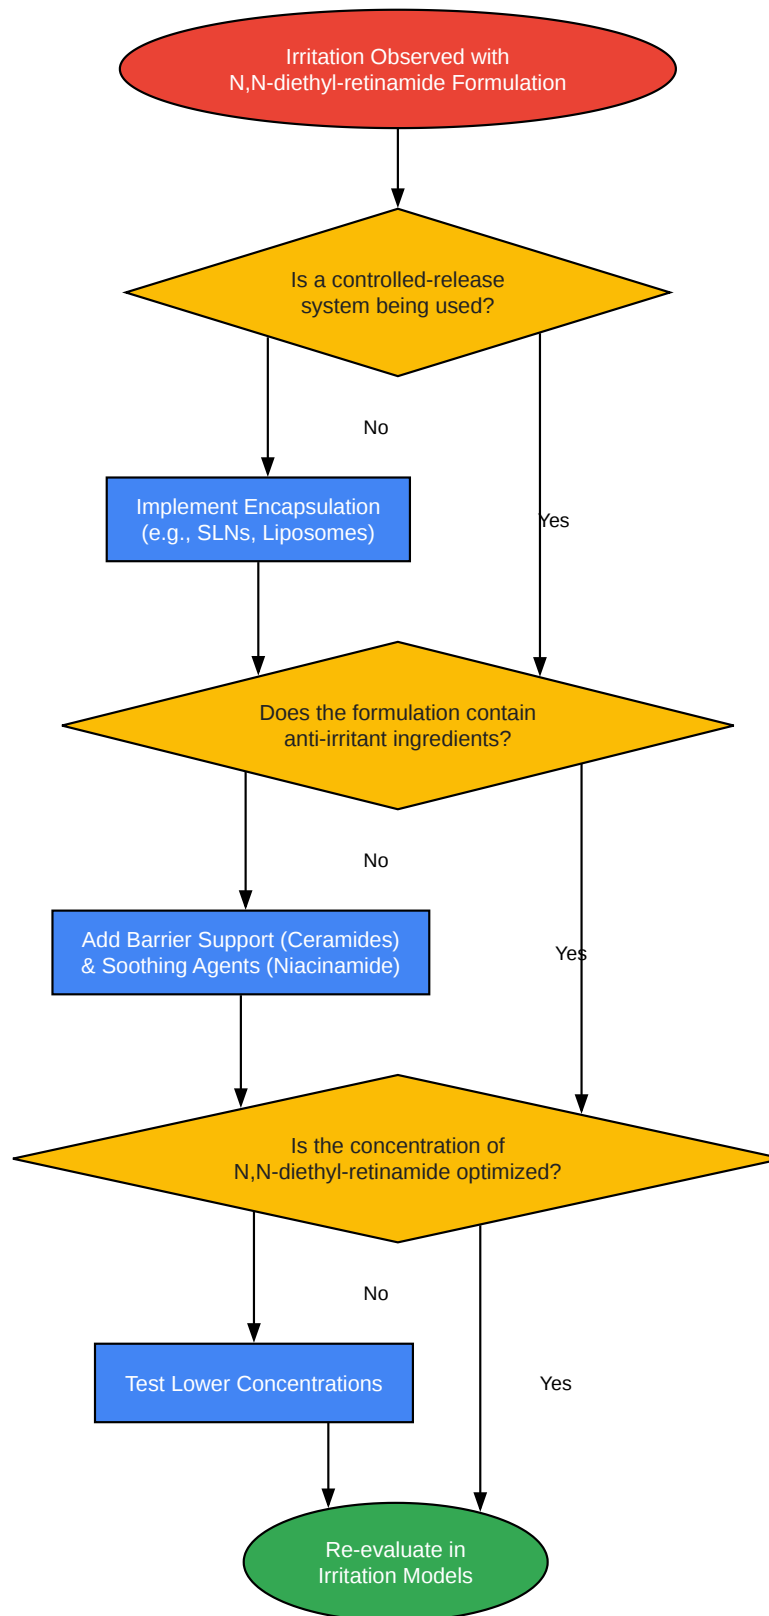 Irritation Observed with
N,N-diethyl-retinamide Formulation
Is a controlled-release
system being used?
No
Implement Encapsulation
(e.g., SLNs, Liposomes)
Yes
Does the formulation contain
anti-irritant ingredients?
No
Add Barrier Support (Ceramides)
& Soothing Agents (Niacinamide)
Yes
Is the concentration of
N,N-diethyl-retinamide optimized?
No
Test Lower Concentrations
Yes
Re-evaluate in
Irritation Models